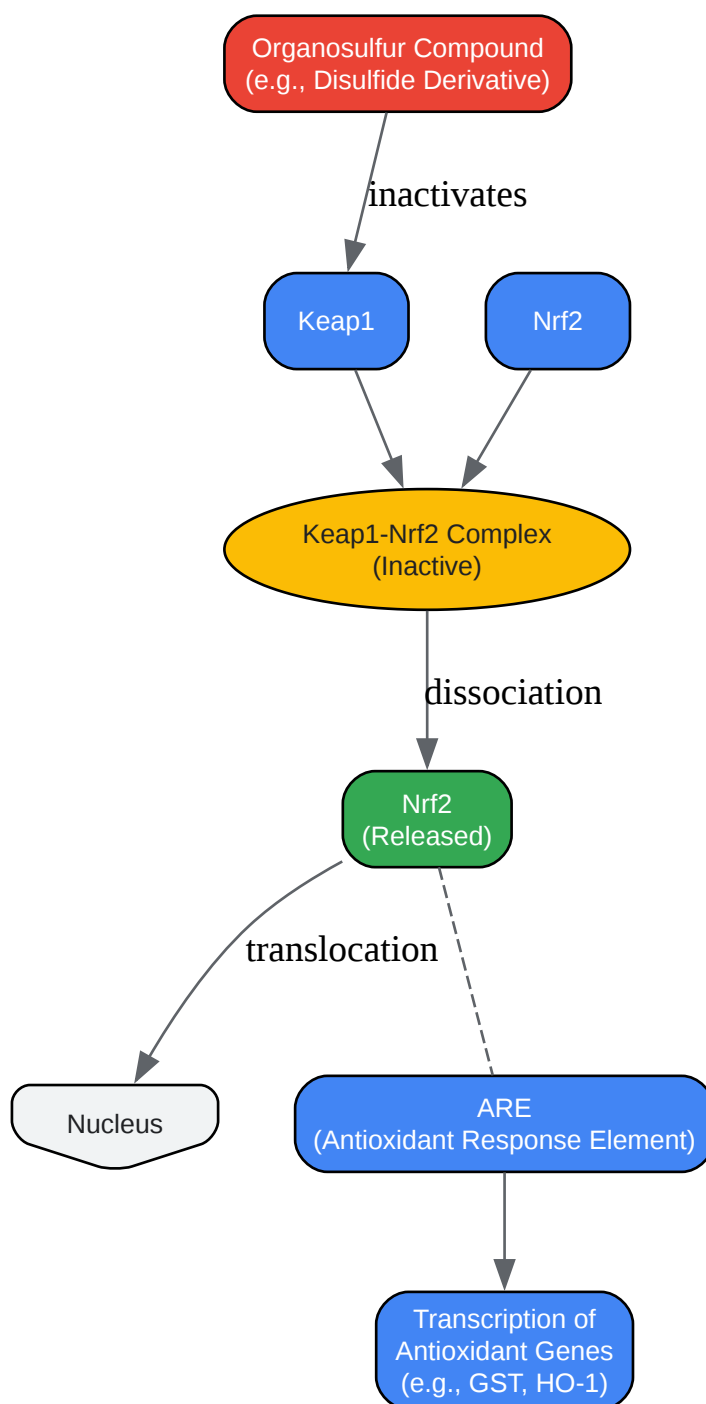 Organosulfur Compound
(e.g., Disulfide Derivative)
inactivates
Keap1
Nrf2
Keap1-Nrf2 Complex
(Inactive)
dissociation
Nrf2
(Released)
translocation
Nucleus
ARE
(Antioxidant Response Element)
Transcription of
Antioxidant Genes
(e.g., GST, HO-1)